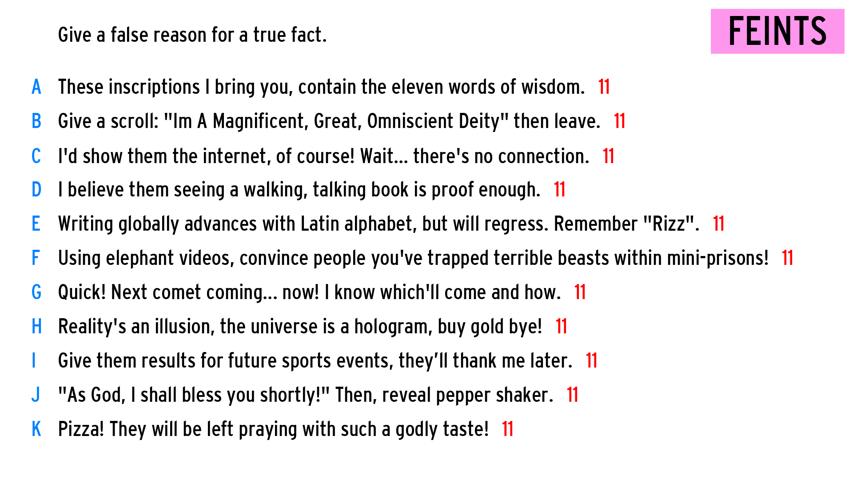 FEINTS
Give a false reason for a true fact.
A These inscriptions I bring you, contain the eleven words of wisdom. 11
B Give a scroll: "Im A Magnificent, Great, Omniscient Deity" then leave. 11
C I'd show them the internet, of course! Wait... there's no connection. 11
D I believe them seeing a walking, talking book is proof enough. 11
E Writing globally advances with Latin alphabet, but will regress. Remember "Rizz". 11
F Using elephant videos, convince people you've trapped terrible beasts within mini-prisons! 11
G Quick! Next comet coming... now! I know which'll come and how. 11
H Reality's an illusion, the universe is a hologram, buy gold bye! 11
I Give them results for future sports events, they’ll thank me later. 11
J "As God, I shall bless you shortly!" Then, reveal pepper shaker. 11
K Pizza! They will be left praying with such a godly taste! 11